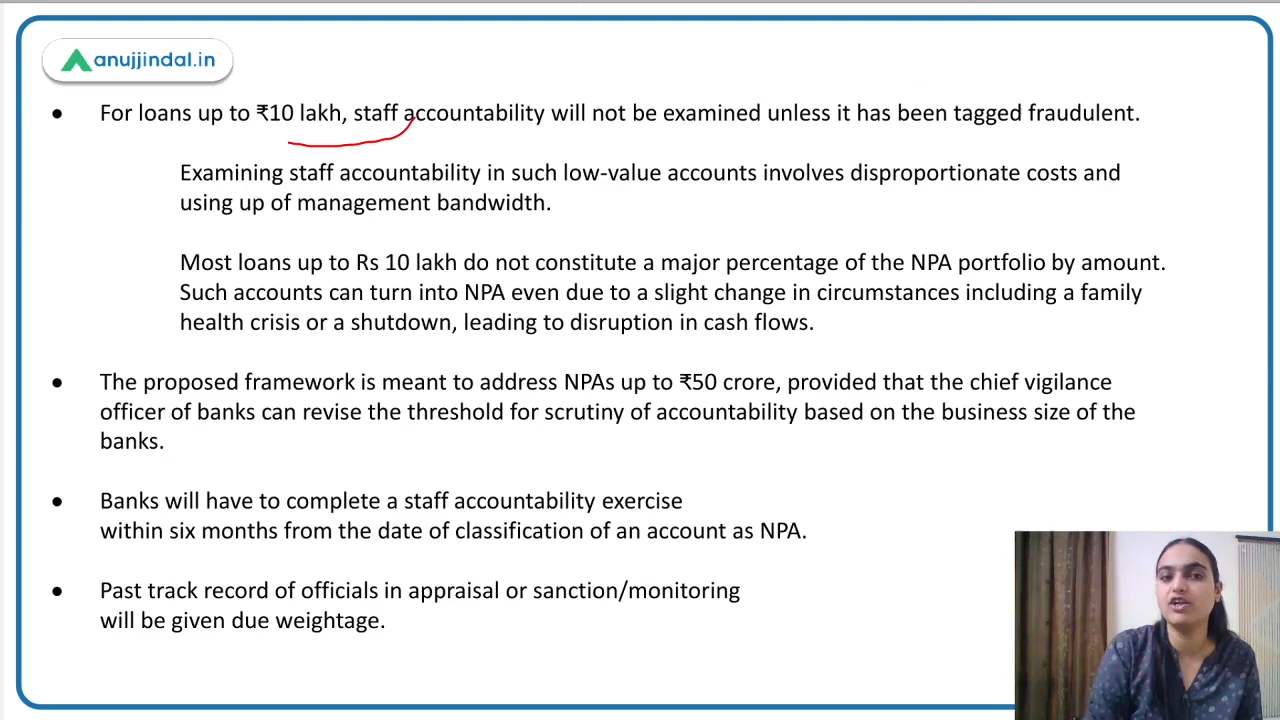 anujjindal.in
• For loans up to ₹10 lakh, staff accountability will not be examined unless it has been tagged fraudulent.
Examining staff accountability in such low-value accounts involves disproportionate costs and
using up of management bandwidth.
Most loans up to Rs 10 lakh do not constitute a major percentage of the NPA portfolio by amount.
Such accounts can turn into NPA even due to a slight change in circumstances including a family
health crisis or a shutdown, leading to disruption in cash flows.
• The proposed framework is meant to address NPAs up to ₹50 crore, provided that the chief vigilance
officer of banks can revise the threshold for scrutiny of accountability based on the business size of the
banks.
• Banks will have to complete a staff accountability exercise
within six months from the date of classification of an account as NPA.
• Past track record of officials in appraisal or sanction/monitoring
will be given due weightage.